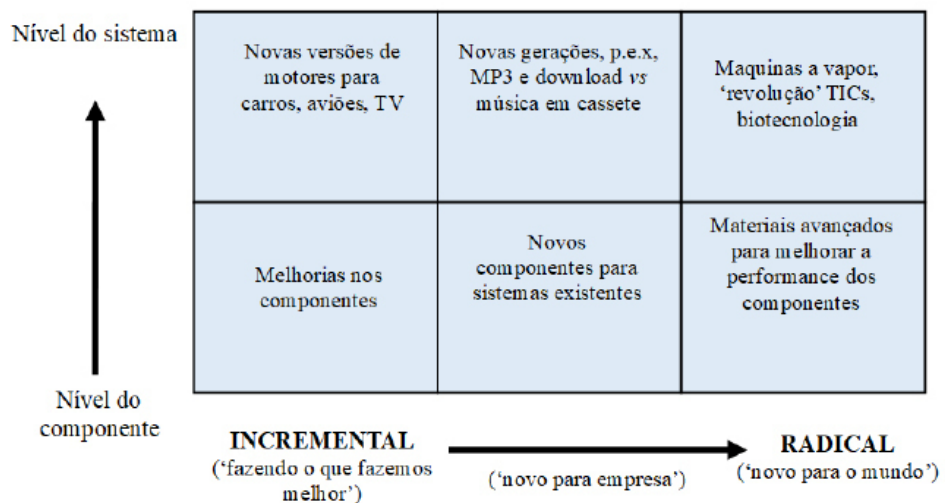 Nível do sistema
Novas versões de
motores para
carros, aviões, TV
Novas gerações, p.e.x,
MP3 e download vs
música em cassete
Maquinas a vapor,
‘revolução’ TICs,
biotecnologia
Melhorias nos
componentes
Novos
componentes para
sistemas existentes
Materiais avançados
para melhorar a
performance dos
componentes
Nível do
componente
INCREMENTAL
(‘fazendo o que fazemos
melhor’)
(‘novo para empresa’)
RADICAL
(‘novo para o mundo’)